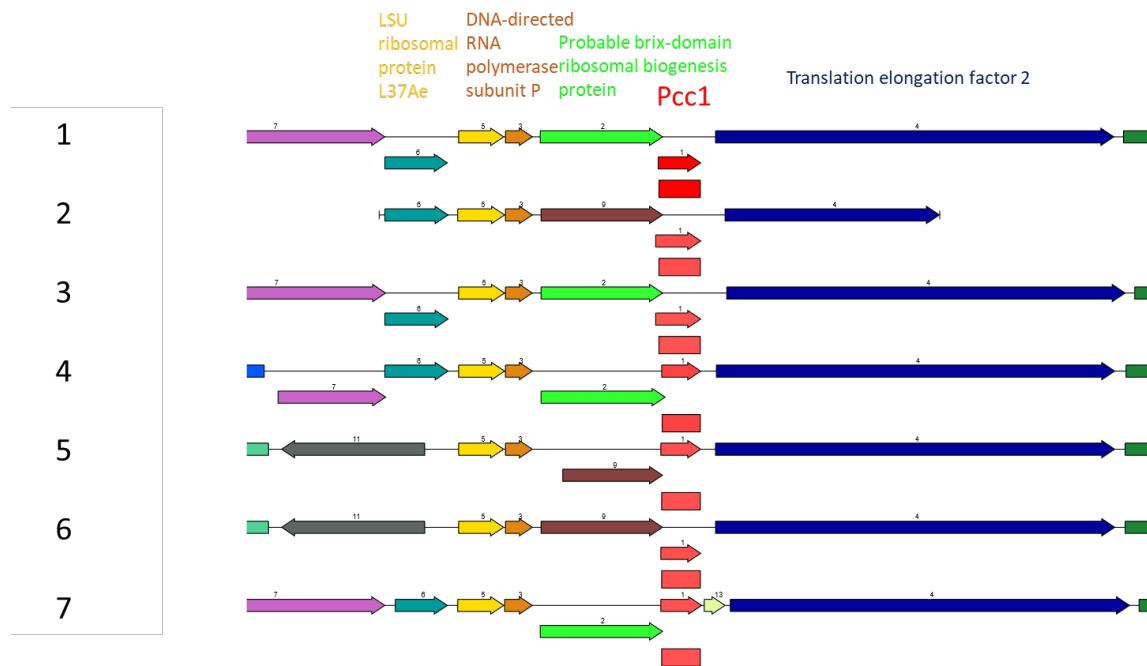 LSU
ribosomal
protein
L37Ae
DNA-directed
RNA
polymerase
subunit P
Probable brix-domain
ribosomal biogenesis
protein
Pcc1
Translation elongation factor 2
1
7 5 3 2 4
6 1
2
6 5 3 9 4
1
3
7 5 3 2 4
6 1
4
6 5 3 1 4
7 2
5
11 5 3 1 4
9
6
11 5 3 9 4
1
7
7 6 5 3 1 13 4
2